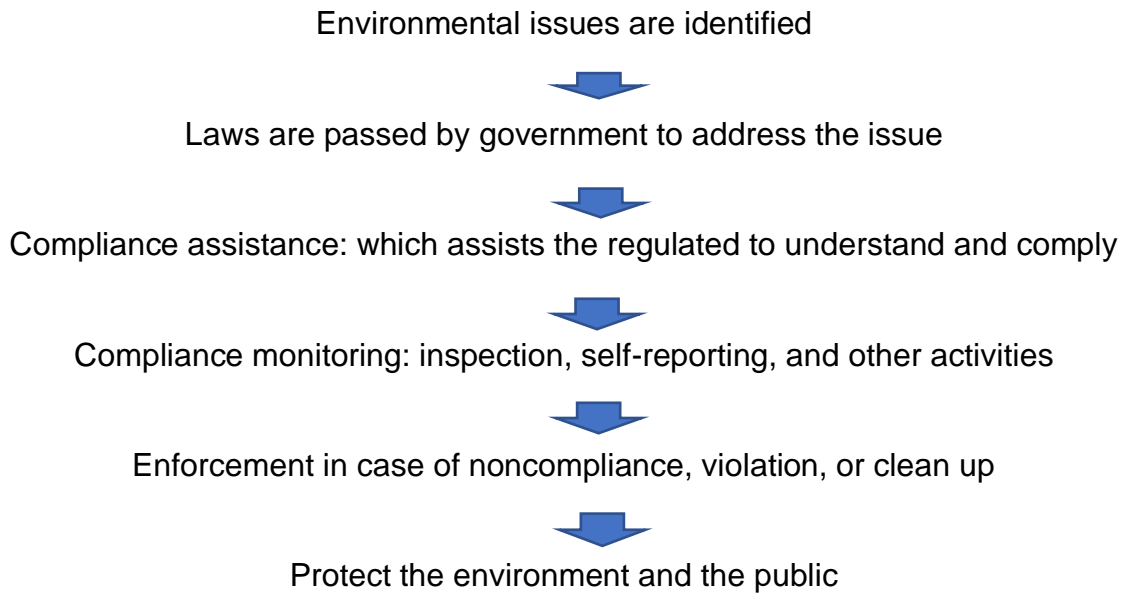 Environmental issues are identified
Laws are passed by government to address the issue
Compliance assistance: which assists the regulated to understand and comply
Compliance monitoring: inspection, self-reporting, and other activities
Enforcement in case of noncompliance, violation, or clean up
Protect the environment and the public